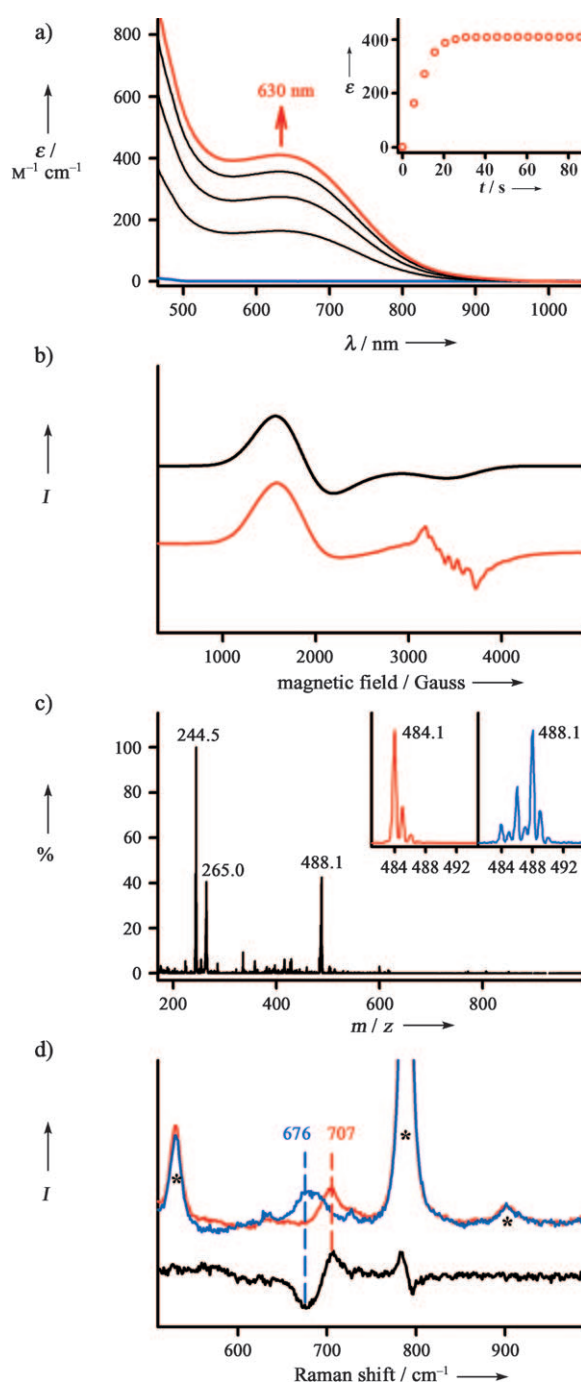 a)
800
600
400
200
0
ε /
M⁻¹ cm⁻¹
630 nm
500 600 700 800 900 1000
λ / nm
400
200
0
ε
0 20 40 60 80
t / s
b)
I
1000 2000 3000 4000
magnetic field / Gauss
c)
100
80
60
40
20
0
%
244.5
265.0
488.1
484.1
488.1
484 488 492
484 488 492
200 400 600 800
m / z
d)
I
676 707
*
*
*
600 700 800 900
Raman shift / cm⁻¹